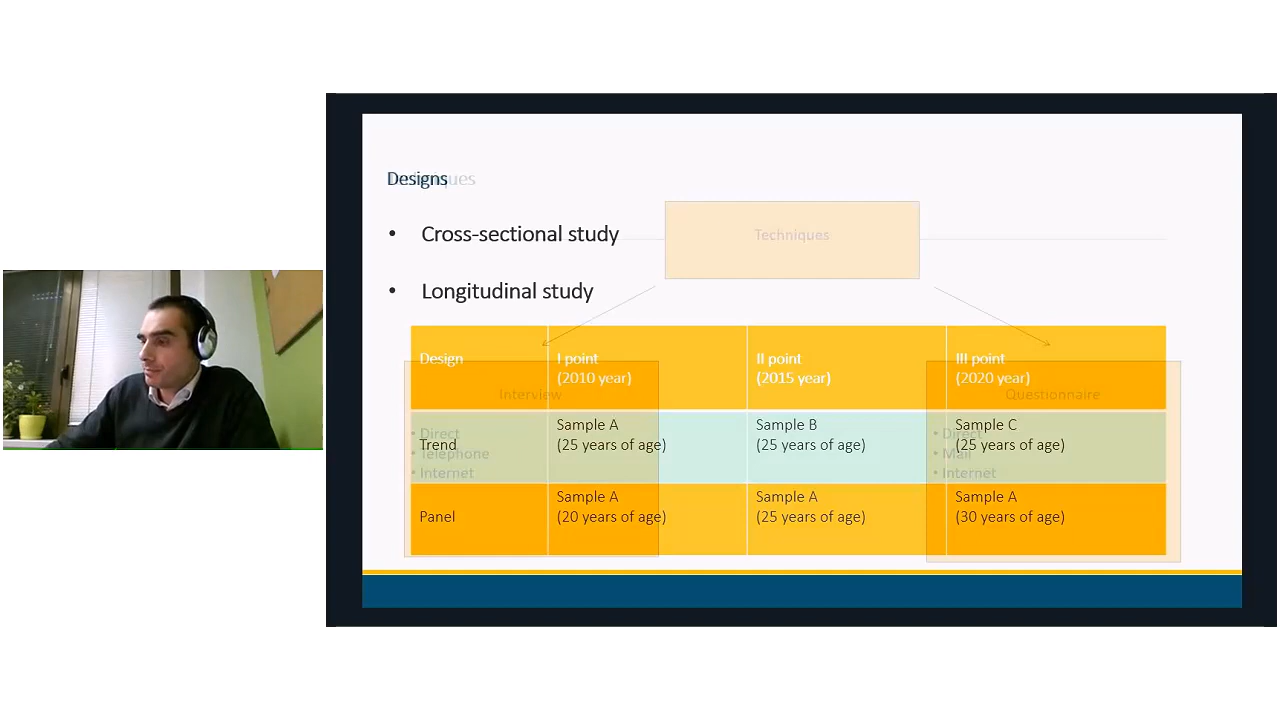 Designs
Techniques
• Cross-sectional study
Techniques
• Longitudinal study
Design
I point
(2010 year)
II point
(2015 year)
III point
(2020 year)
Interview
Questionnaire
Trend
Sample A
(25 years of age)
Sample B
(25 years of age)
Sample C
(25 years of age)
• Direct
• Telephone
• Internet
• Direct
• Mail
• Internet
Panel
Sample A
(20 years of age)
Sample A
(25 years of age)
Sample A
(30 years of age)